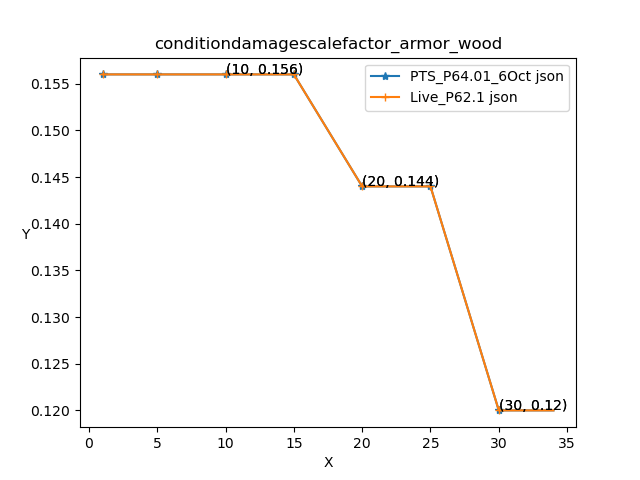 conditiondamagescalefactor_armor_wood
PTS_P64.01_6Oct json
Live_P62.1 json
(10, 0.156)
(20, 0.144)
(30, 0.12)
Y
0.155
0.150
0.145
0.140
0.135
0.130
0.125
0.120
0 5 10 15 20 25 30 35
X